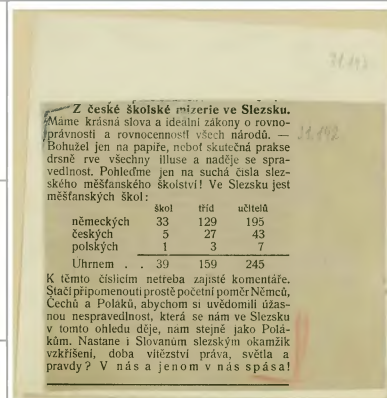 31.192
Z české školské mizerie ve Slezsku.
Máme krásná slova a ideální zákony o rovno-
právnosti a rovnocennosti všech národů. —
Bohužel jen na papíře, neboť skutečná prakse
drsně rve všechny illuse a naděje se spra-
vedlnost. Pohleďme jen na suchá čísla slez-
ského měšťanského školství! Ve Slezsku jest
měšťanských škol:
škol tříd učitelů
německých 33 129 195
českých 5 27 43
polských 1 3 7
Uhrnem . . 39 159 245
K těmto číslicím netřeba zajisté komentáře.
Stačí připomenouti prostě početní poměr Němců,
Čechů a Poláků, abychom si uvědomili úžas-
nou nespravedlnost, která se nám ve Slezsku
v tomto ohledu děje, nám stejně jako Polá-
kům. Nastane i Slovanům slezským okamžik
vzkříšení, doba vítězství práva, světla a
pravdy? V nás a jenom v nás spása!